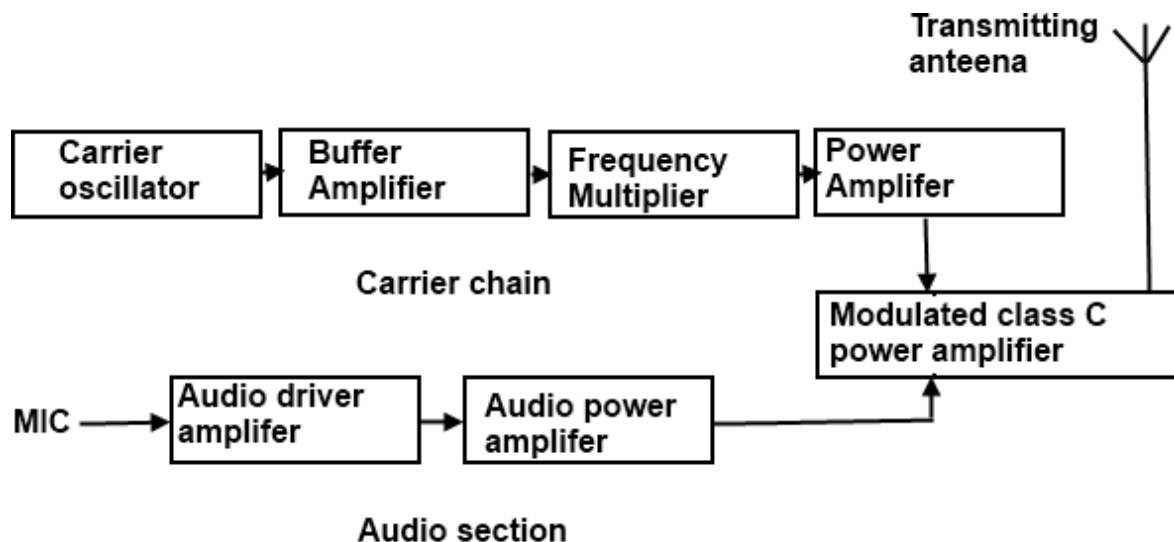 Transmitting
anteena
Carrier
oscillator
Buffer
Amplifier
Frequency
Multiplier
Power
Amplifer
Carrier chain
Modulated class C
power amplifier
MIC
Audio driver
amplifer
Audio power
amplifer
Audio section